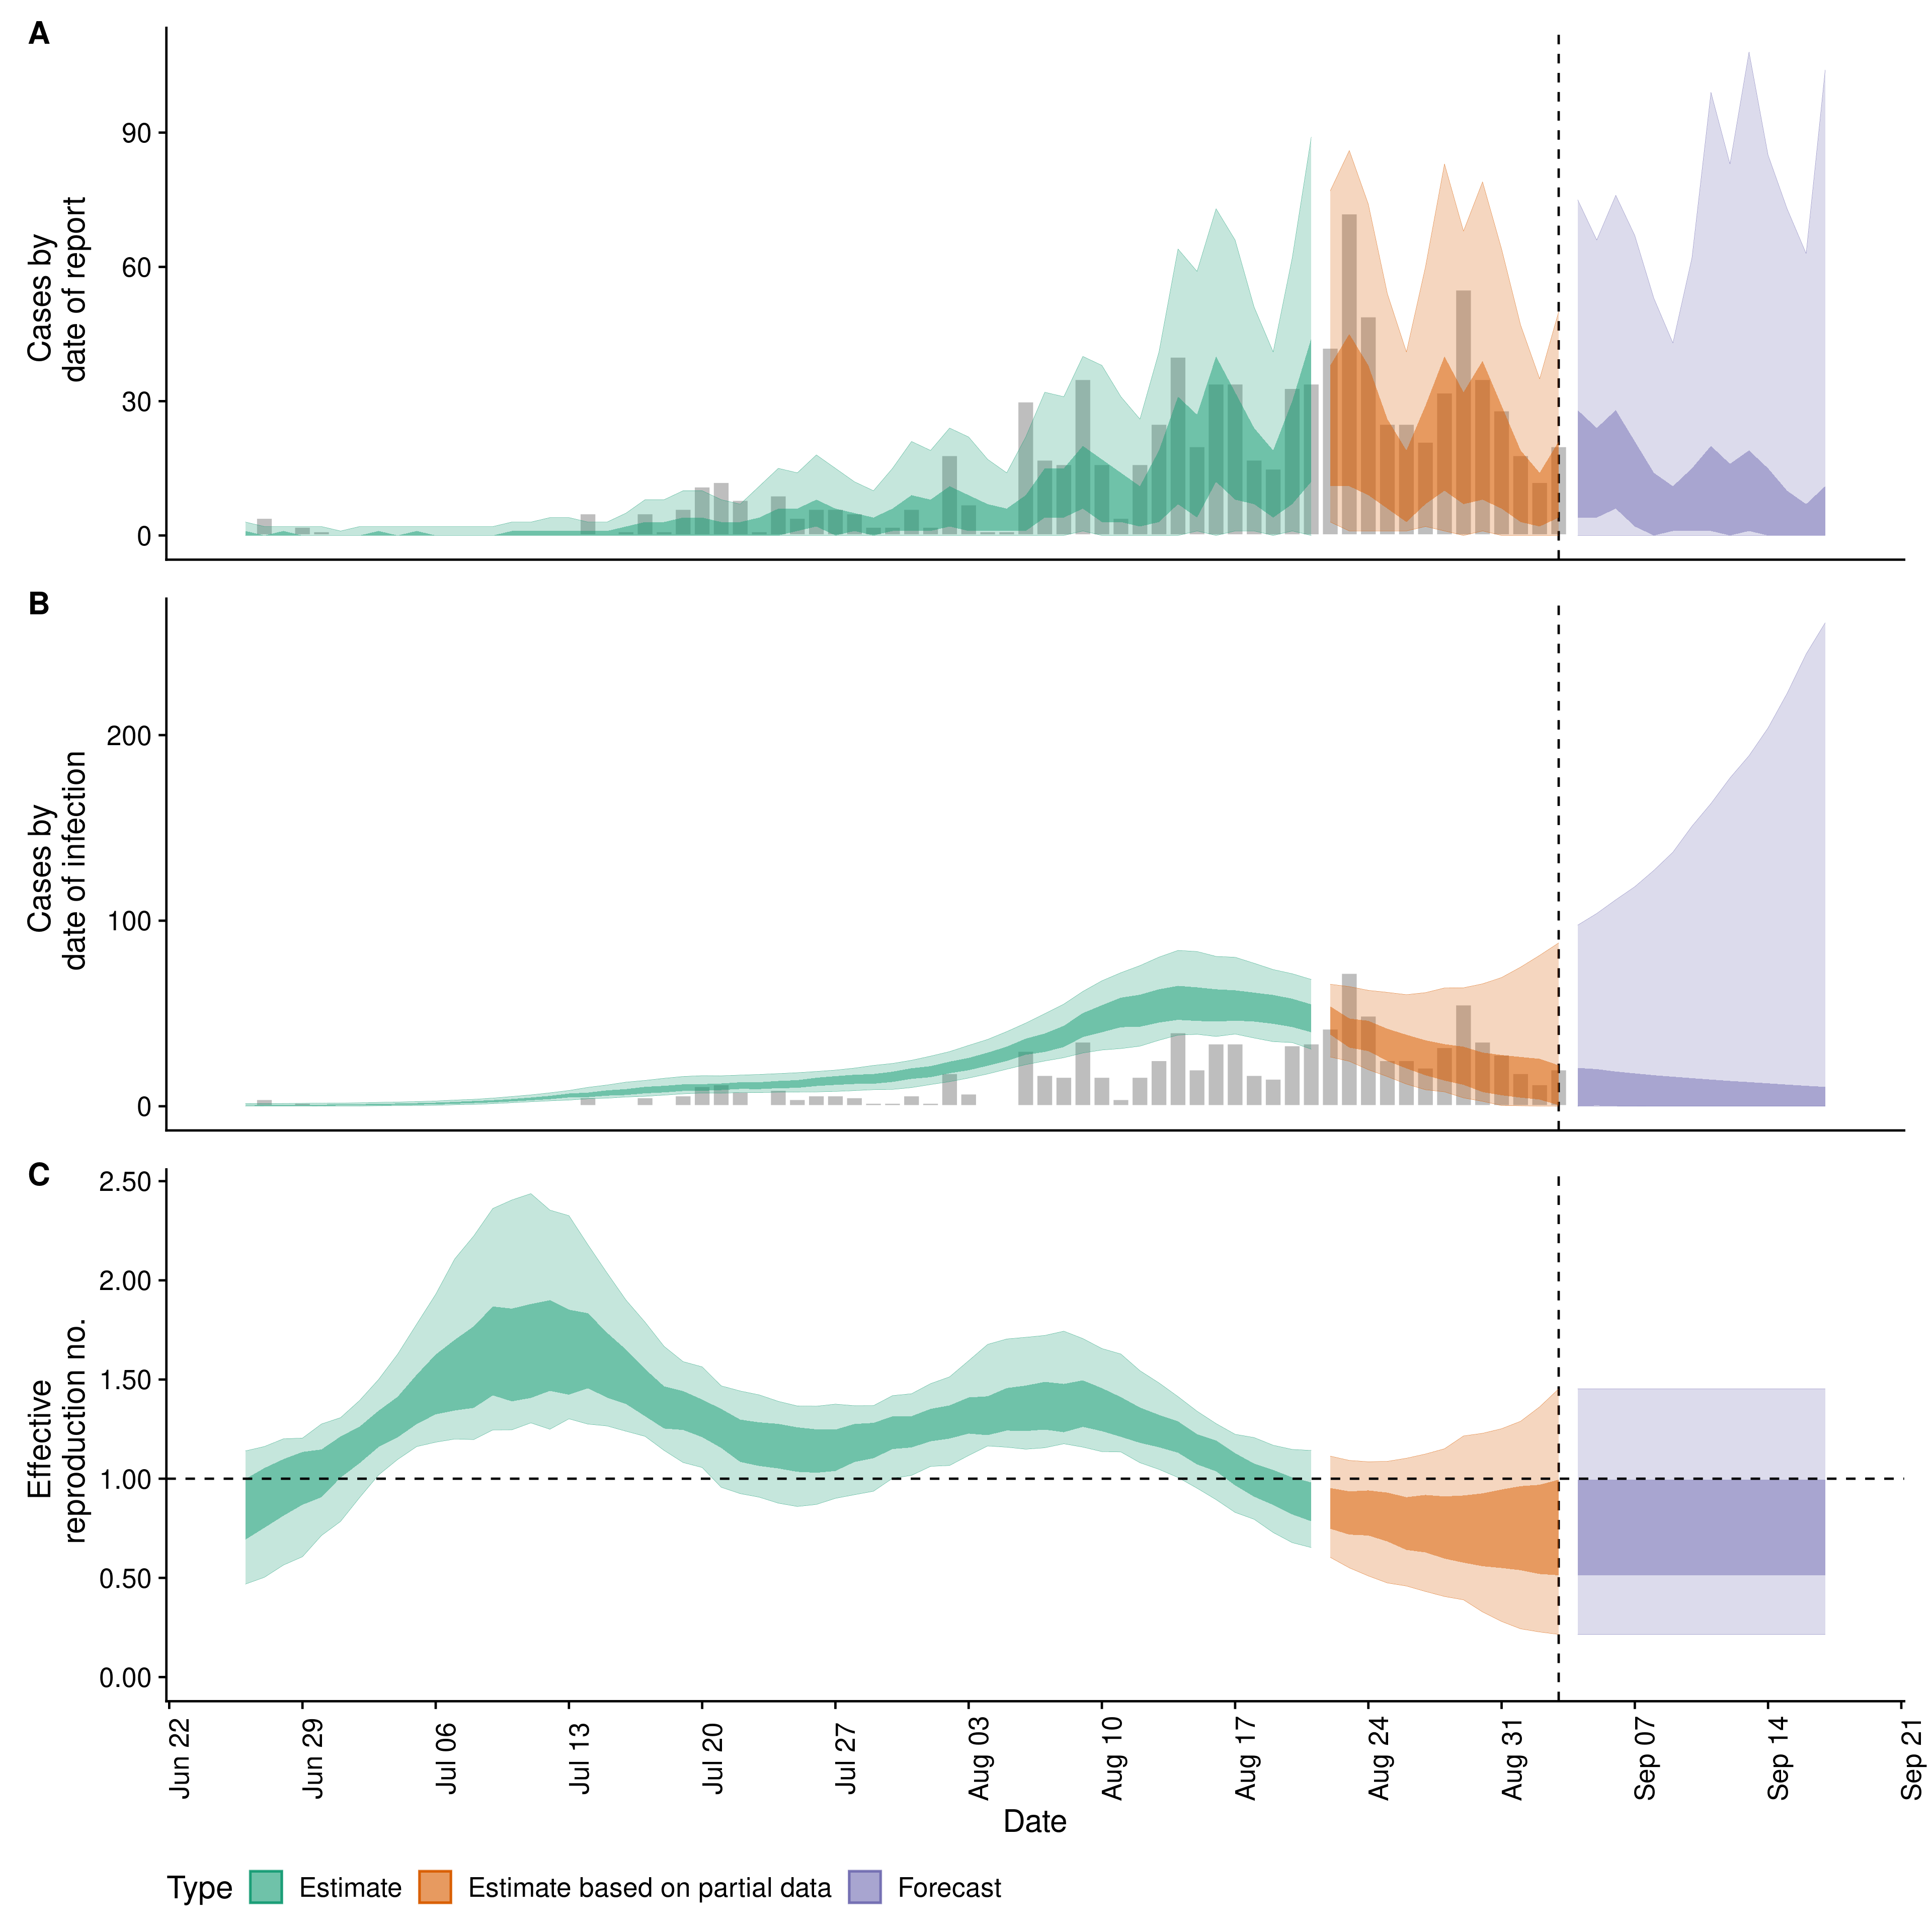 A
Cases by
date of report
90
60
30
0
B
Cases by
date of infection
200
100
0
C
Effective
reproduction no.
2.50
2.00
1.50
1.00
0.50
0.00
Jun 22
Jun 29
Jul 06
Jul 13
Jul 20
Jul 27
Aug 03
Aug 10
Aug 17
Aug 24
Aug 31
Sep 07
Sep 14
Sep 21
Date
Type Estimate Estimate based on partial data Forecast